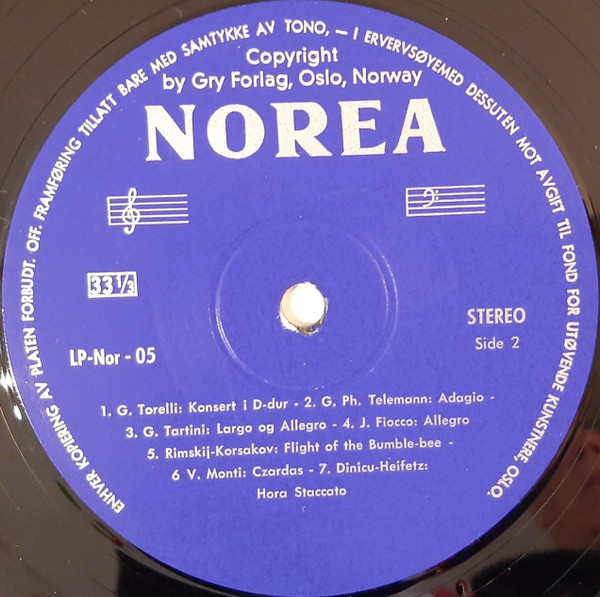 ENHVER KOPIERING AV PLATEN FORBUDT. OFF. FRAMFØRING TILLATT BARE MED SAMTYKKE AV TONO, – I ERVERVSØYEMED DESSUTEN MOT AVGIFT TIL FOND FOR UTØVENDE KUNSTNERE, OSLO.
Copyright
by Gry Forlag, Oslo, Norway
NOREA
33 1/3
STEREO
Side 2
LP-Nor - 05
1. G. Torelli: Konsert i D-dur - 2. G. Ph. Telemann: Adagio -
3. G. Tartini: Largo og Allegro - 4. J. Fiocco: Allegro
5. Rimskij-Korsakov: Flight of the Bumble-bee -
6 V. Monti: Czardas - 7. Dinicu-Heifetz:
Hora Staccato